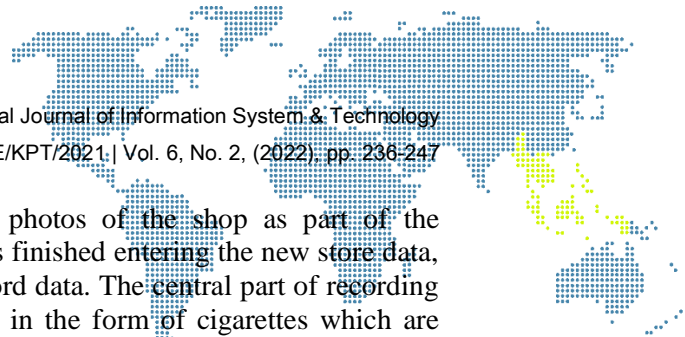 al Journal of Information System & Technology
E/KPT/2021 | Vol. 6, No. 2, (2022), pp. 236-247
photos of the shop as part of the
s finished entering the new store data,
ord data. The central part of recording
in the form of cigarettes which are